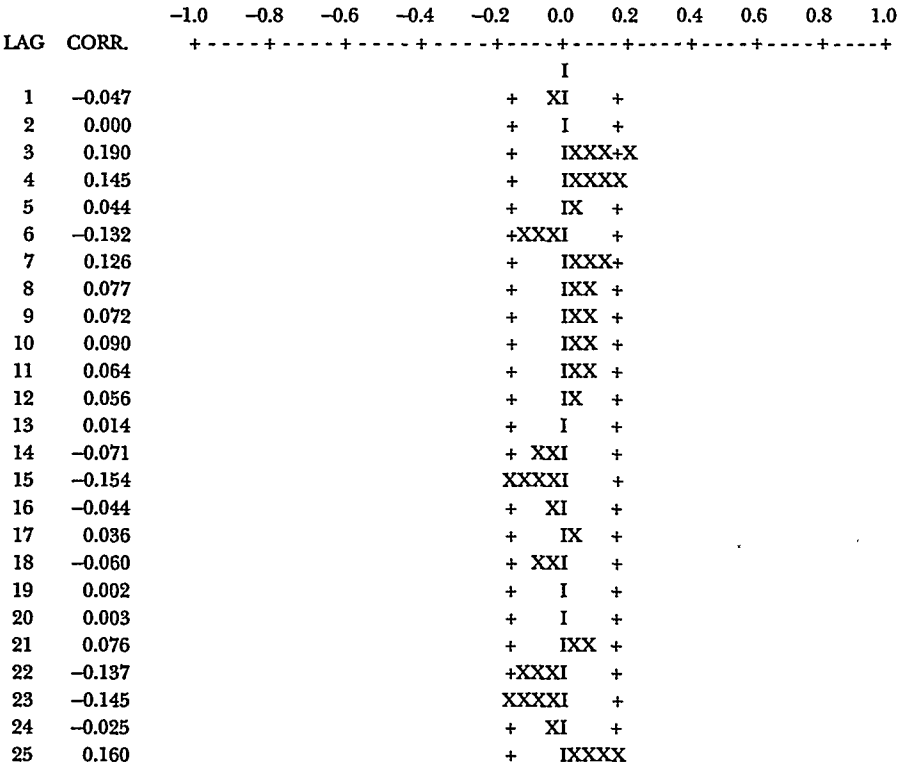 −1.0 −0.8 −0.6 −0.4 −0.2 0.0 0.2 0.4 0.6 0.8 1.0
LAG CORR. +----+----+----+----+----+----+----+----+----+----+
I
1 −0.047 + XI +
2 0.000 + I +
3 0.190 + IXXX+X
4 0.145 + IXXXX
5 0.044 + IX +
6 −0.132 +XXXI +
7 0.126 + IXXX+
8 0.077 + IXX +
9 0.072 + IXX +
10 0.090 + IXX +
11 0.064 + IXX +
12 0.056 + IX +
13 0.014 + I +
14 −0.071 + XXI +
15 −0.154 XXXXI +
16 −0.044 + XI +
17 0.036 + IX +
18 −0.060 + XXI +
19 0.002 + I +
20 0.003 + I +
21 0.076 + IXX +
22 −0.137 +XXXI +
23 −0.145 XXXXI +
24 −0.025 + XI +
25 0.160 + IXXXX